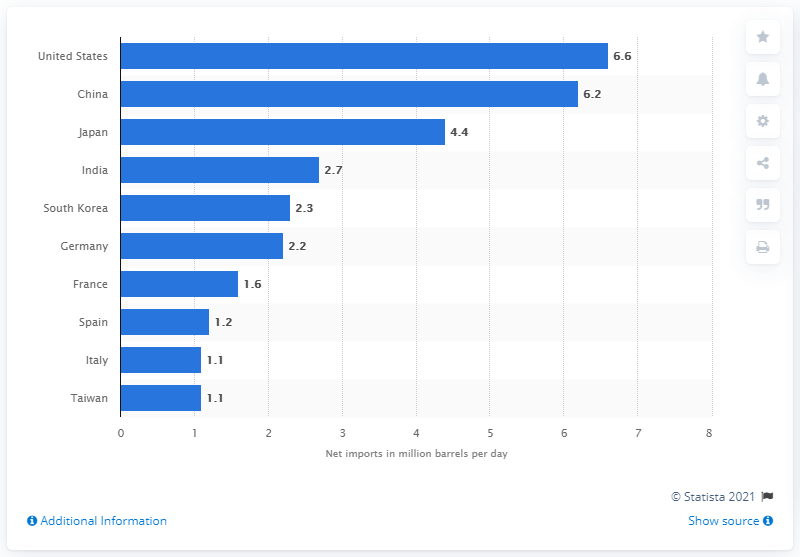 United States 6.6
China 6.2
Japan 4.4
India 2.7
South Korea 2.3
Germany 2.2
France 1.6
Spain 1.2
Italy 1.1
Taiwan 1.1
0 1 2 3 4 5 6 7 8
Net imports in million barrels per day
© Statista 2021
Additional Information
Show source